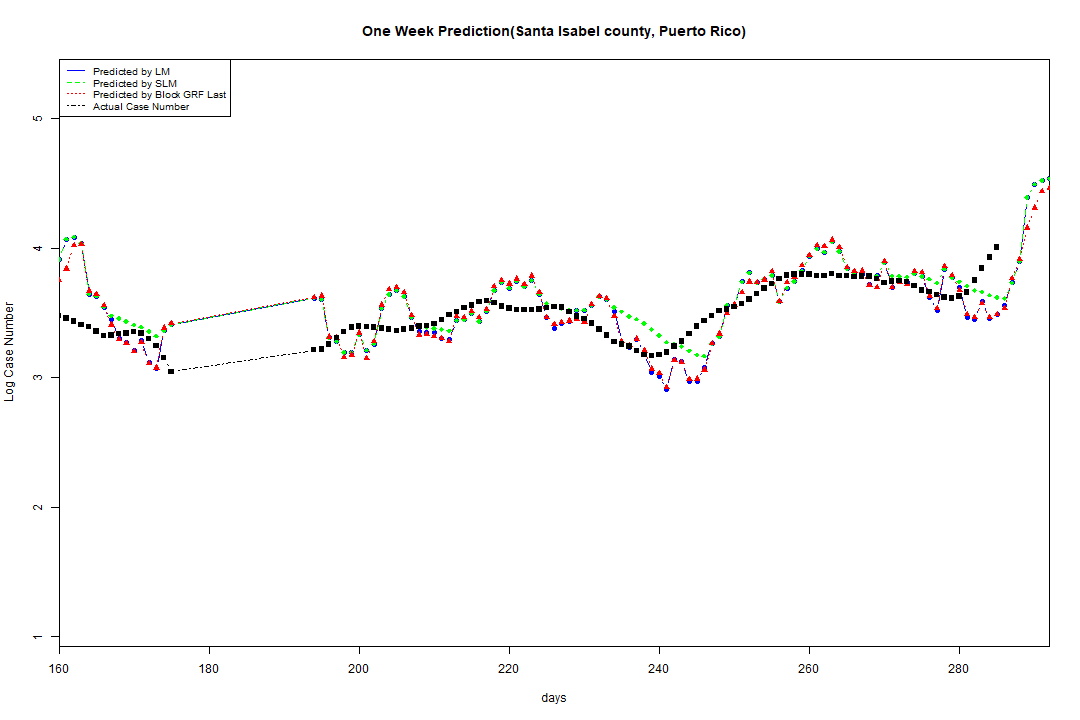 One Week Prediction(Santa Isabel county, Puerto Rico)
Predicted by LM
Predicted by SLM
Predicted by Block GRF Last
Actual Case Number
5
4
3
2
1
Log Case Number
160 180 200 220 240 260 280
days